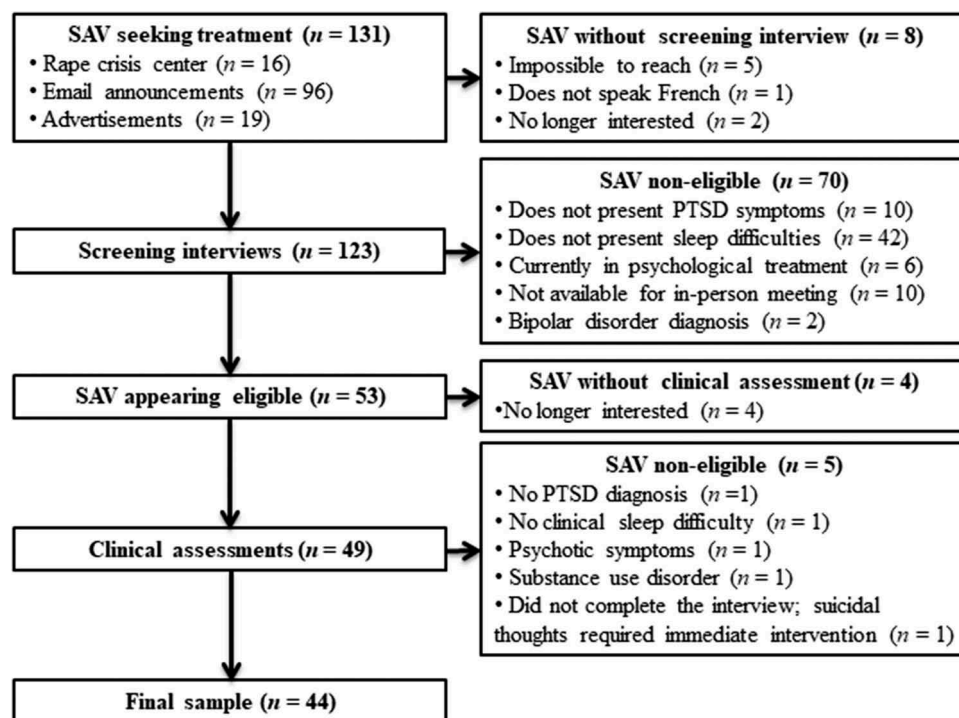 SAV seeking treatment (n = 131)
• Rape crisis center (n = 16)
• Email announcements (n = 96)
• Advertisements (n = 19)
SAV without screening interview (n = 8)
• Impossible to reach (n = 5)
• Does not speak French (n = 1)
• No longer interested (n = 2)
Screening interviews (n = 123)
SAV non-eligible (n = 70)
• Does not present PTSD symptoms (n = 10)
• Does not present sleep difficulties (n = 42)
• Currently in psychological treatment (n = 6)
• Not available for in-person meeting (n = 10)
• Bipolar disorder diagnosis (n = 2)
SAV appearing eligible (n = 53)
SAV without clinical assessment (n = 4)
•No longer interested (n = 4)
Clinical assessments (n = 49)
SAV non-eligible (n = 5)
• No PTSD diagnosis (n =1)
• No clinical sleep difficulty (n = 1)
• Psychotic symptoms (n = 1)
• Substance use disorder (n = 1)
• Did not complete the interview; suicidal
thoughts required immediate intervention (n = 1)
Final sample (n = 44)